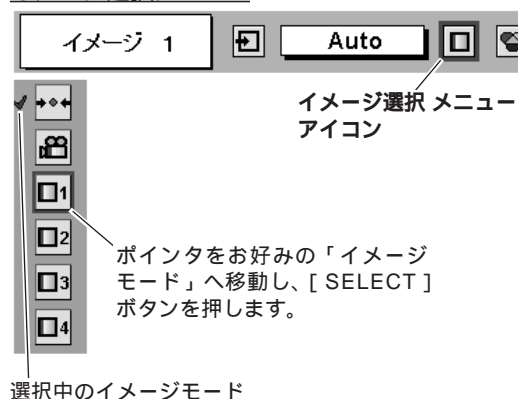 イメージ 1
Auto
イメージ選択 メニュー
アイコン
1
2
3
4
ポインタをお好みの「イメージ
モード」へ移動し、[ SELECT ]
ボタンを押します。
選択中のイメージモード